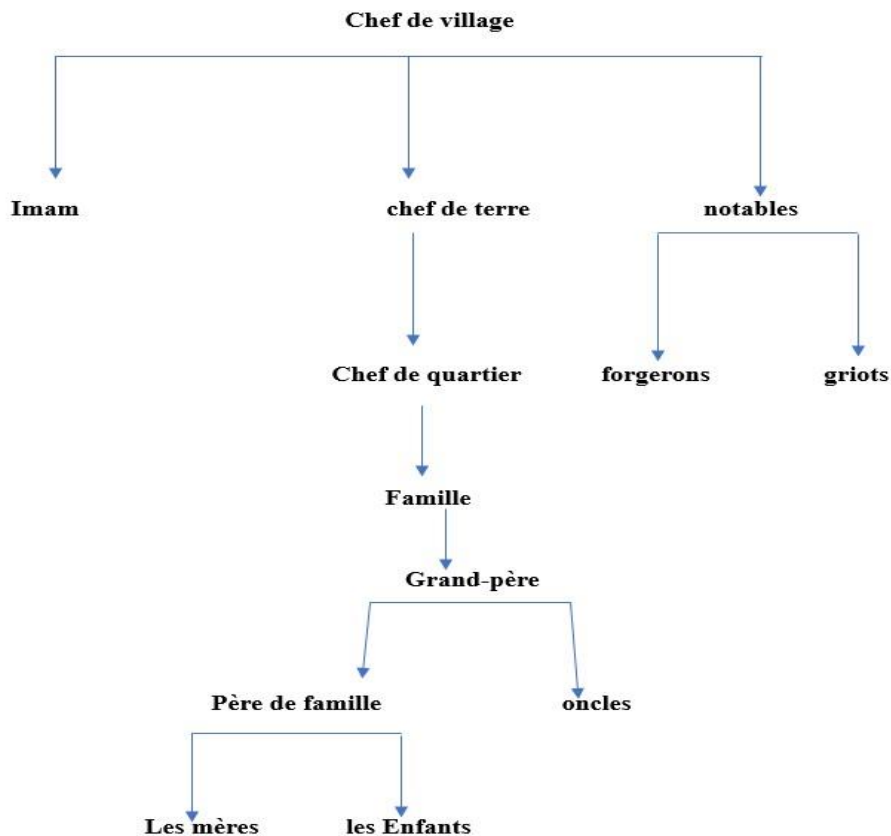 Chef de village
Imam
chef de terre
notables
Chef de quartier
forgerons
griots
Famille
Grand-père
Père de famille
oncles
Les mères
les Enfants